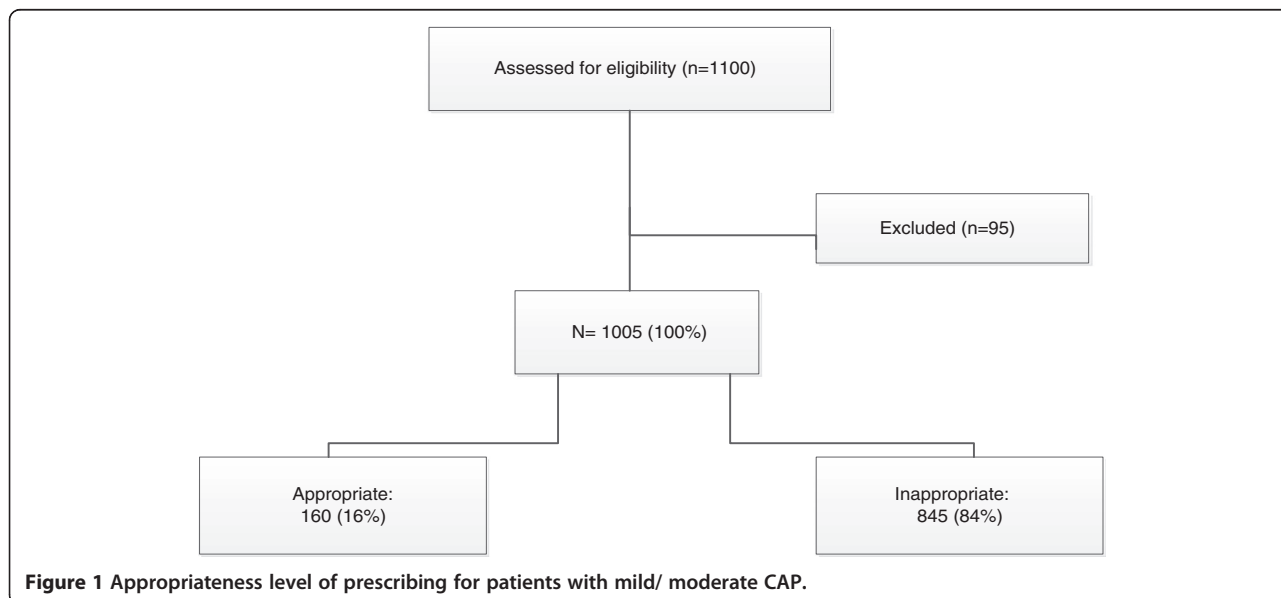 Assessed for eligibility (n=1100)
Excluded (n=95)
N= 1005 (100%)
Appropriate:
160 (16%)
Inappropriate:
845 (84%)
Figure 1 Appropriateness level of prescribing for patients with mild/ moderate CAP.